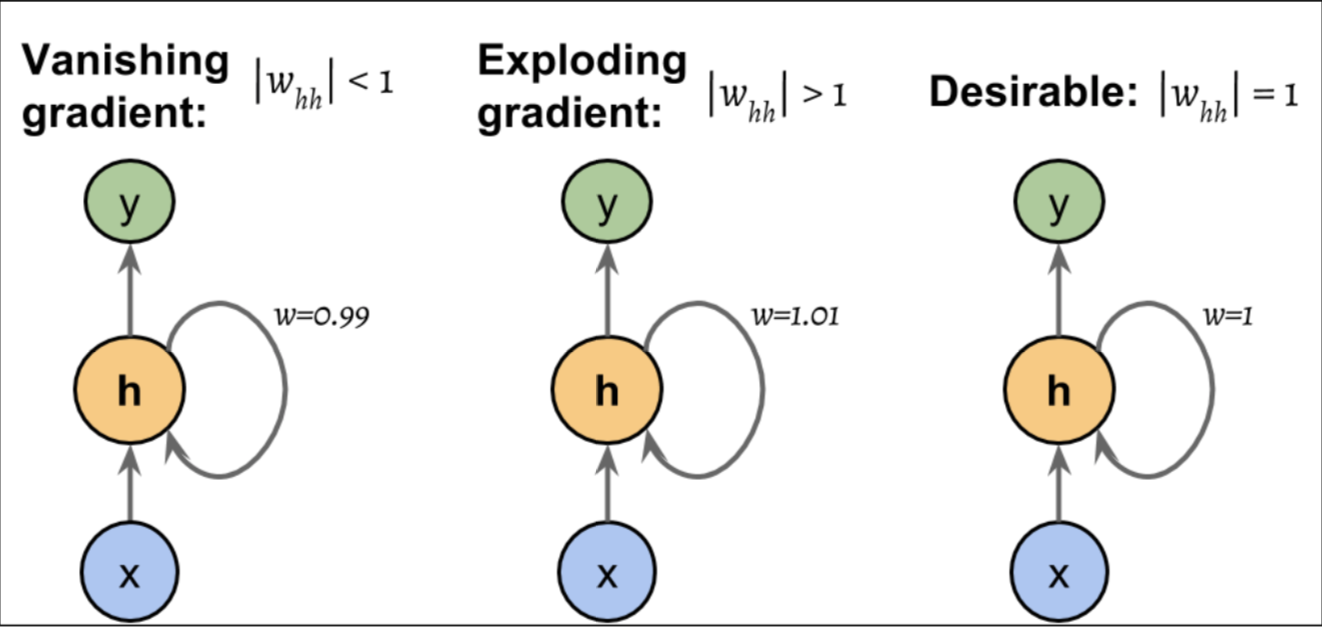 Vanishing gradient: |w_hh| < 1
Exploding gradient: |w_hh| > 1
Desirable: |w_hh| = 1
y
y
y
w=0.99
w=1.01
w=1
h
h
h
x
x
x